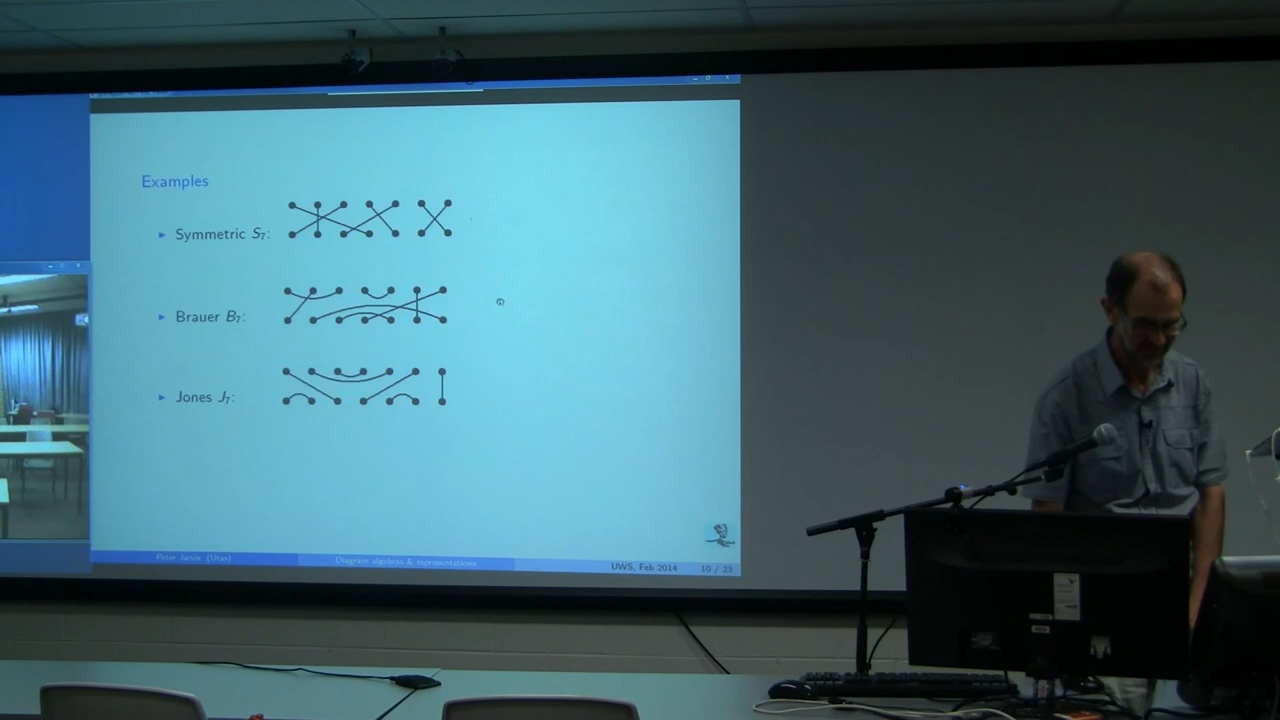 Examples
▸ Symmetric S₇:
▸ Brauer B₇:
▸ Jones J₇:
Peter Jarvis (Utas) Diagram algebras & representations UWS, Feb 2014 10 / 23